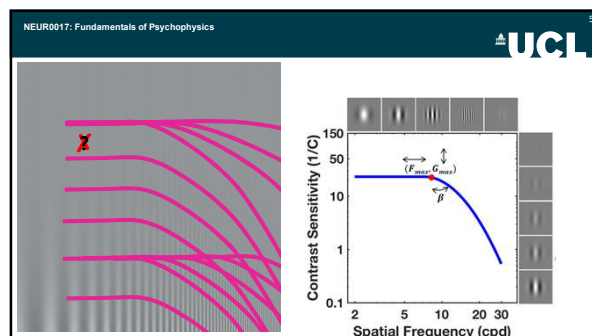 NEUR0017: Fundamentals of Psychophysics
5
UCL
?
150
50
10
1
0.1
Contrast Sensitivity (1/C)
(Fmax, Gmax)
β
2 5 10 20 30
Spatial Frequency (cpd)